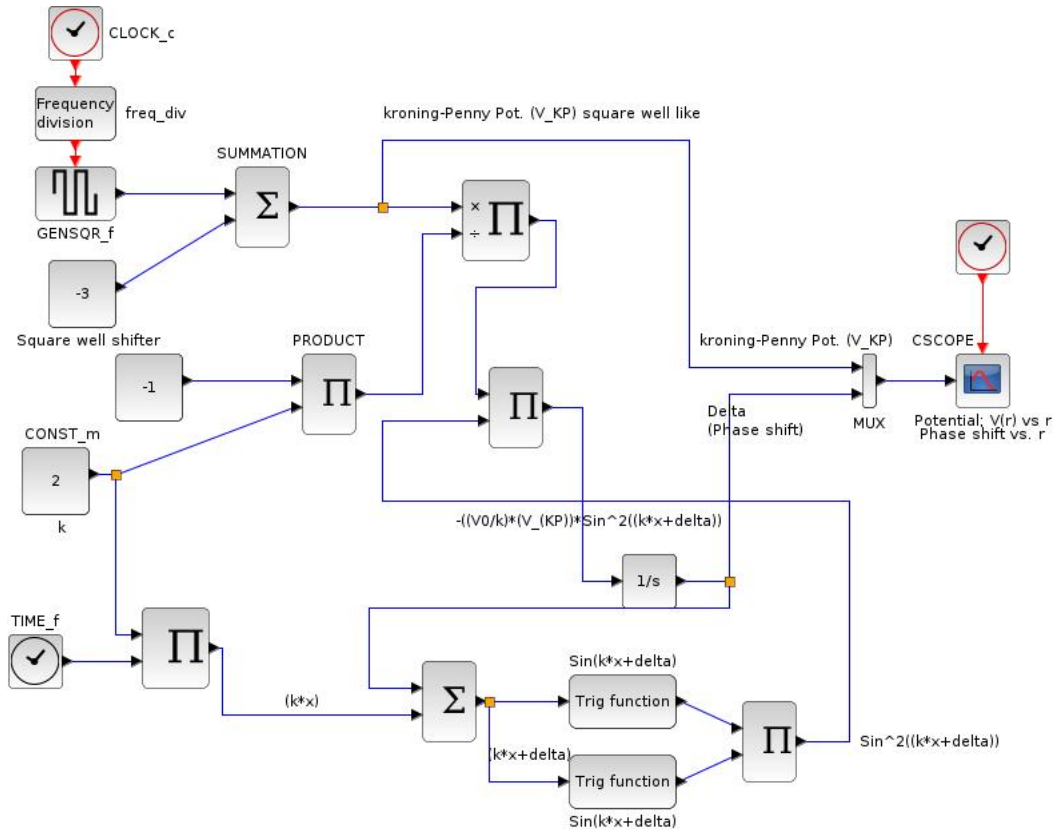 CLOCK_c
Frequency
division
freq_div
kroning-Penny Pot. (V_KP) square well like
SUMMATION
Σ
×
÷
∏
GENSQR_f
-3
Square well shifter
PRODUCT
kroning-Penny Pot. (V_KP)
CSCOPE
-1
∏
∏
Delta
(Phase shift)
MUX
Potential; V(r) vs r
Phase shift vs. r
CONST_m
2
k
-((V0/k)*(V_(KP))*Sin^2((k*x+delta))
1/s
TIME_f
∏
(k*x)
Σ
Sin(k*x+delta)
Trig function
(k*x+delta)
∏
Sin^2((k*x+delta))
Trig function
Sin(k*x+delta)